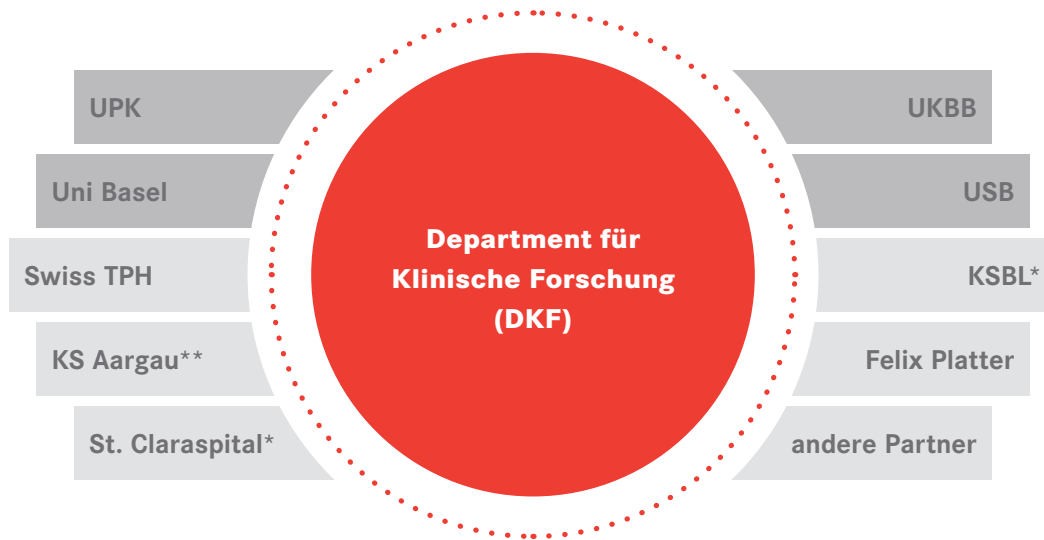 UPK
Uni Basel
Swiss TPH
KS Aargau**
St. Claraspital*
Department für
Klinische Forschung
(DKF)
UKBB
USB
KSBL*
Felix Platter
andere Partner